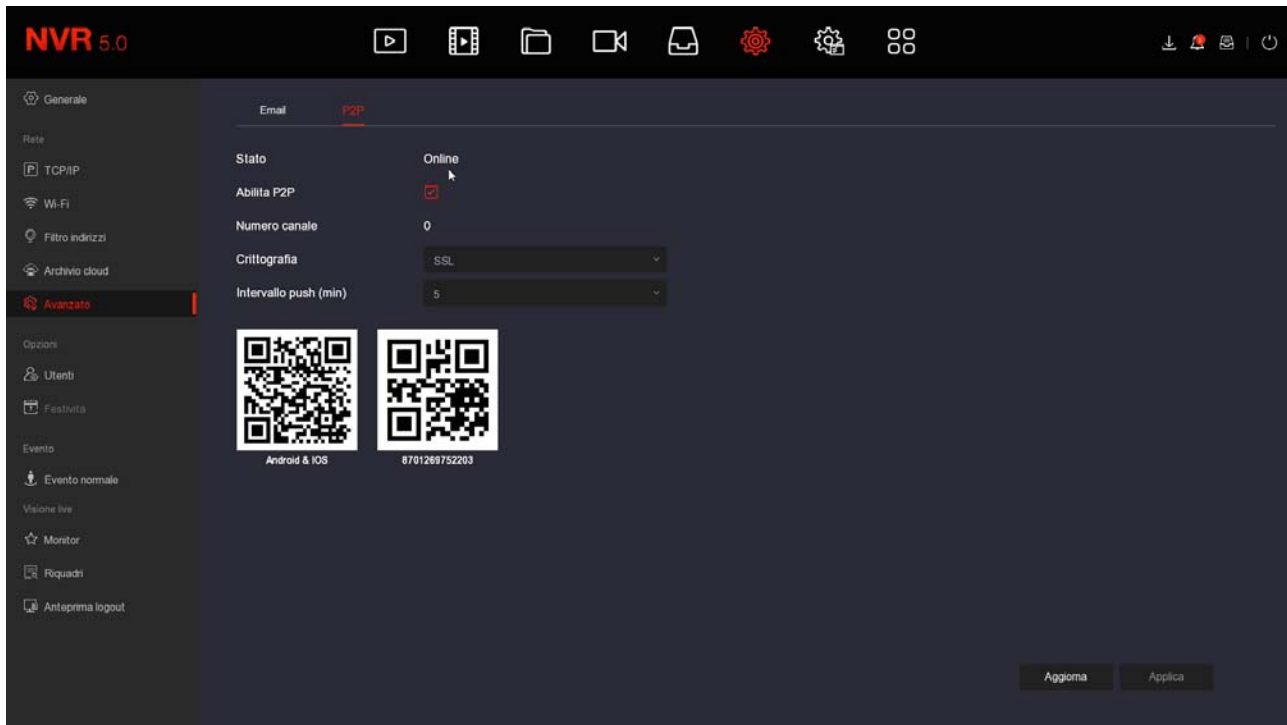 NVR 5.0
Generale
Rete
TCP/IP
Wi-Fi
Filtro indirizzi
Archivio cloud
Avanzato
Opzioni
Utenti
Festività
Evento
Evento normale
Visione live
Monitor
Riquadri
Anteprima logout
Email P2P
Stato Online
Abilita P2P
Numero canale 0
Crittografia SSL
Intervallo push (min) 5
Android & IOS 8701269752203
Aggiorna Applica